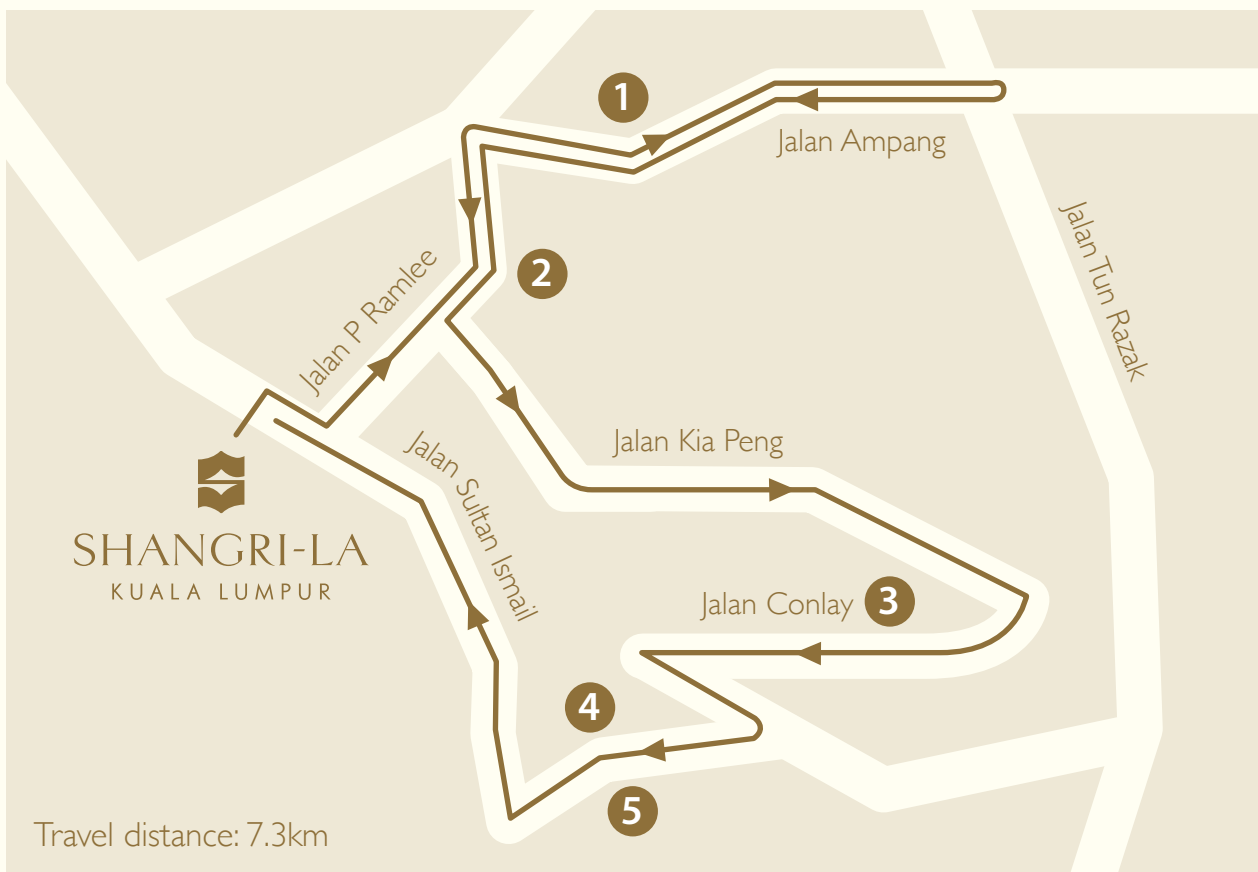 1
Jalan Ampang
Jalan Tun Razak
2
Jalan P Ramlee
Jalan Kia Peng
Jalan Sultan Ismail
SHANGRI-LA
KUALA LUMPUR
Jalan Conlay 3
4
5
Travel distance: 7.3km